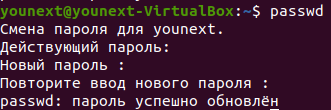 younext@younext-VirtualBox:~$ passwd
Смена пароля для younext.
Действующий пароль:
Новый пароль :
Повторите ввод нового пароля :
passwd: пароль успешно обновлён